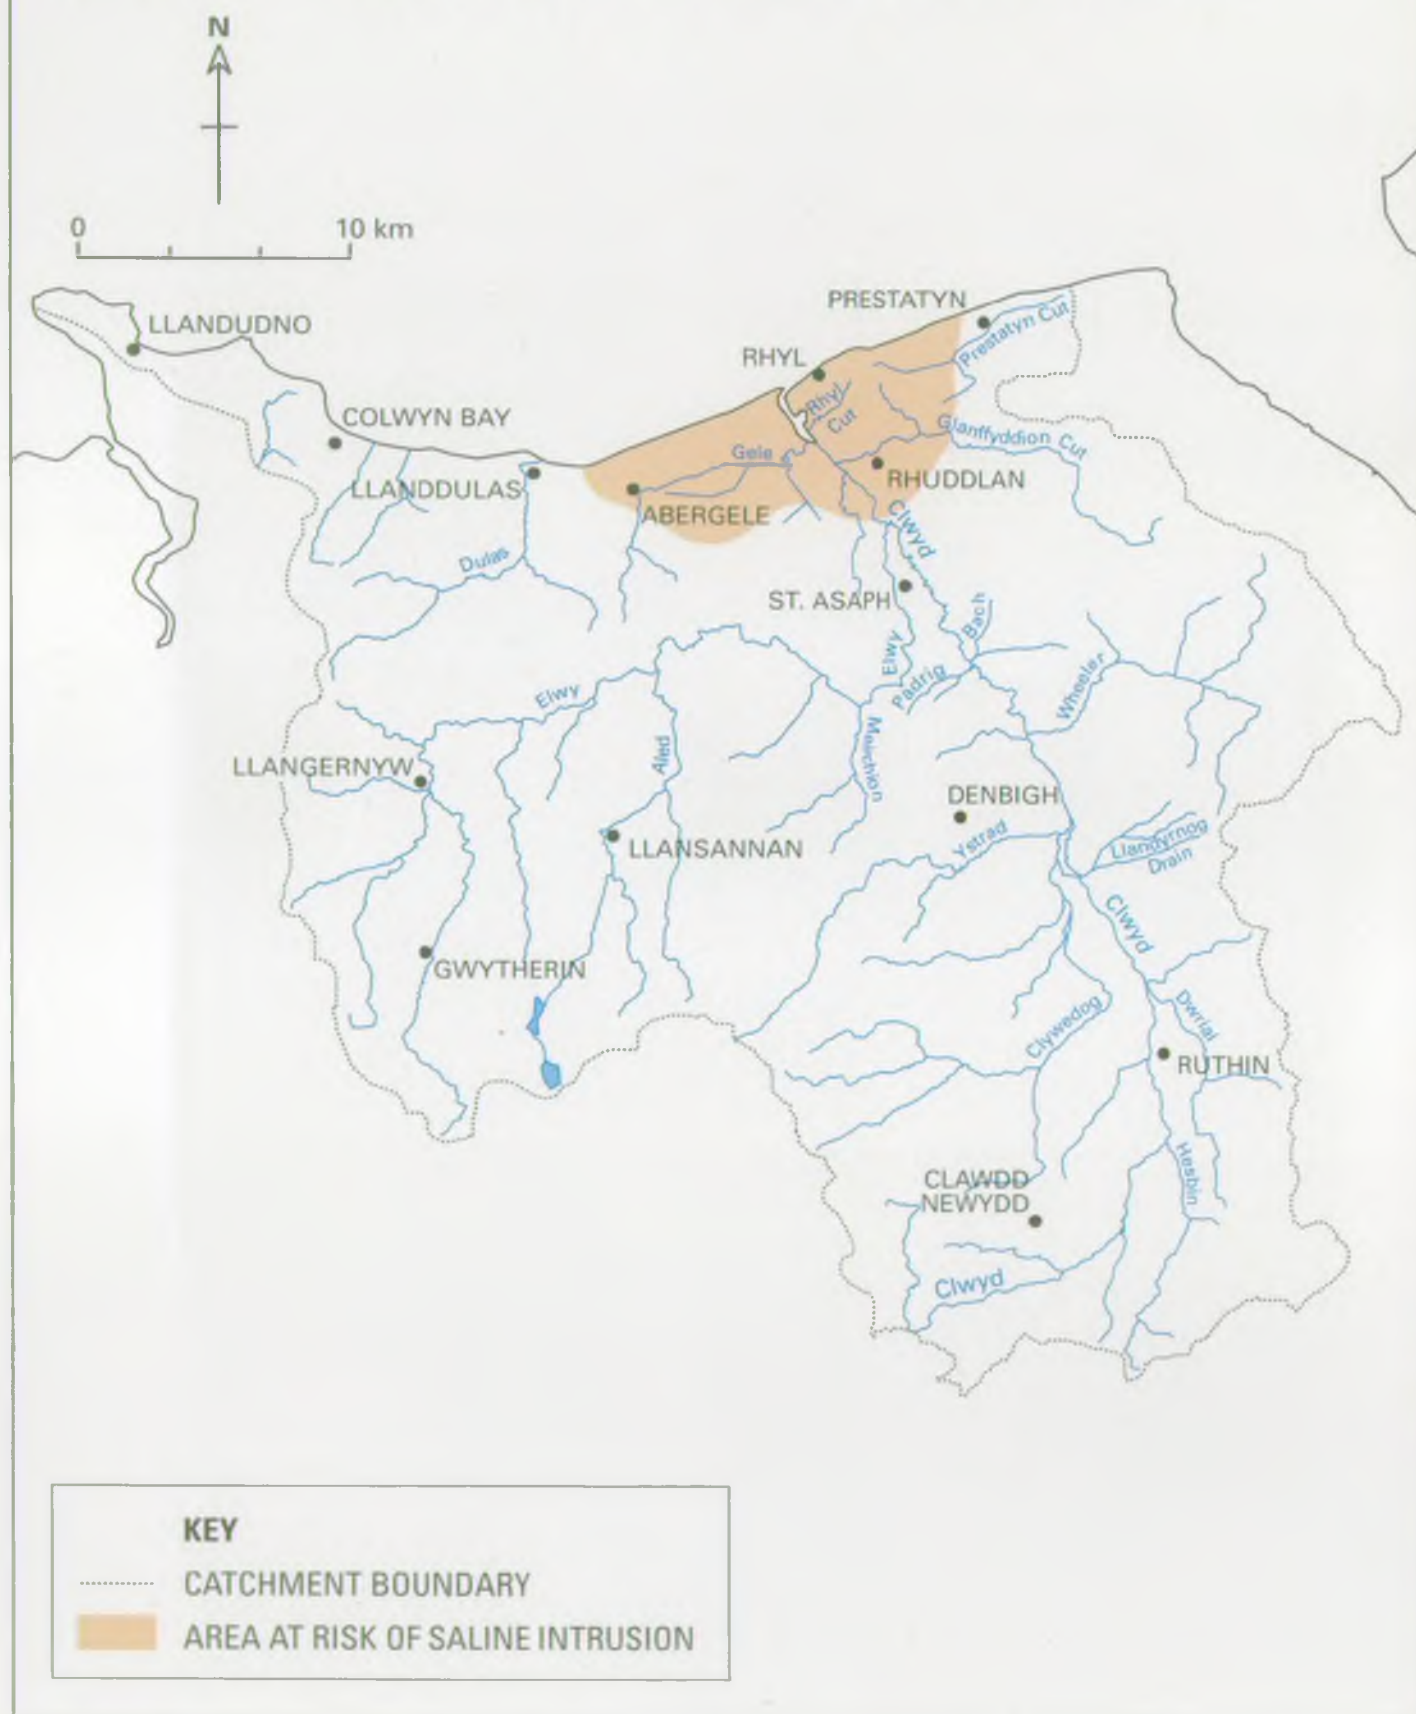 N
0 10 km
LLANDUDNO
PRESTATYN
Prestatyn Cut
RHYL
Rhyl
Cut
COLWYN BAY
Glanffyddion Cut
Gele
LLANDDULAS
RHUDDLAN
ABERGELE
Clwyd
Dulas
ST. ASAPH
Bach
Elwy
Padrig
Wheeler
Elwy
Meirchion
Aled
LLANGERNYW
DENBIGH
Ystrad
Llandyrnog
Drain
LLANSANNAN
Clwyd
GWYTHERIN
Clywedog
Dwrial
RUTHIN
Hesbin
CLAWDD
NEWYDD
Clwyd
KEY
CATCHMENT BOUNDARY
AREA AT RISK OF SALINE INTRUSION